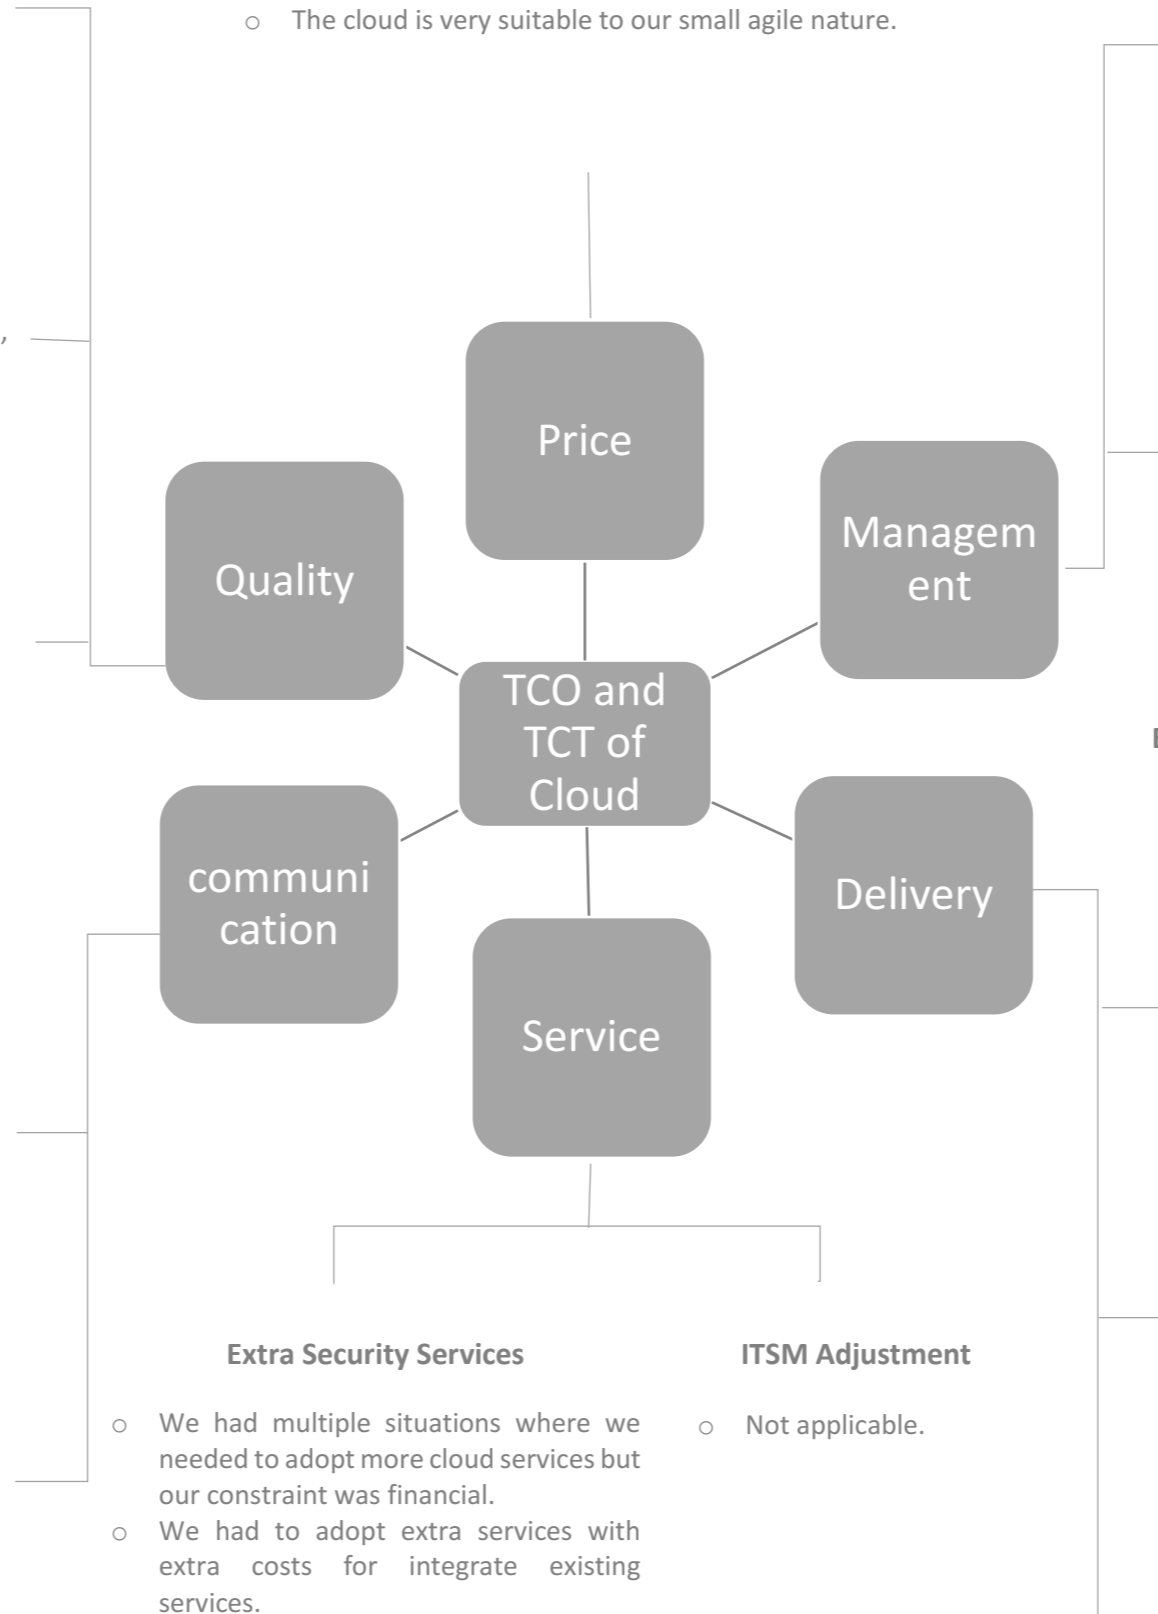 o The cloud is very suitable to our small agile nature.
,
Price
Managem
ent
Quality
TCO and
TCT of
Cloud
communi
cation
Delivery
Service
Extra Security Services
o We had multiple situations where we
needed to adopt more cloud services but
our constraint was financial.
o We had to adopt extra services with
extra costs for integrate existing
services.
ITSM Adjustment
o Not applicable.